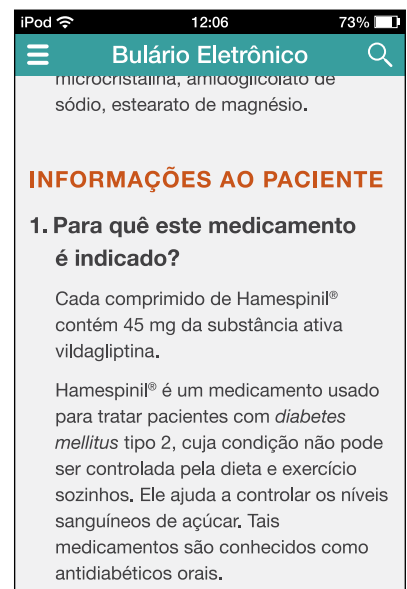 iPod 12:06 73%
Bulário Eletrônico
microcristalina, amidoglicolato de
sódio, estearato de magnésio.
INFORMAÇÕES AO PACIENTE
1. Para quê este medicamento
é indicado?
Cada comprimido de Hamespinil®
contém 45 mg da substância ativa
vildagliptina.
Hamespinil® é um medicamento usado
para tratar pacientes com diabetes
mellitus tipo 2, cuja condição não pode
ser controlada pela dieta e exercício
sozinhos. Ele ajuda a controlar os níveis
sanguíneos de açúcar. Tais
medicamentos são conhecidos como
antidiabéticos orais.